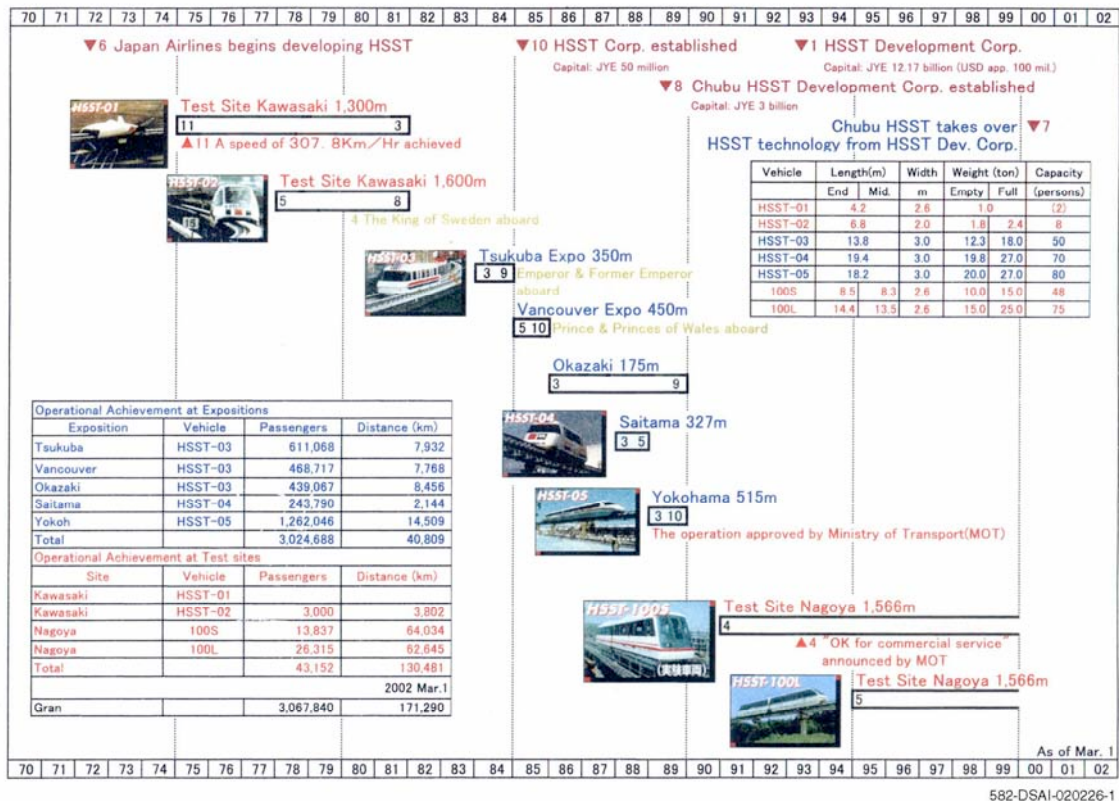 70 71 72 73 74 75 76 77 78 79 80 81 82 83 84 85 86 87 88 89 90 91 92 93 94 95 96 97 98 99 00 01 02
▼6 Japan Airlines begins developing HSST
▼10 HSST Corp. established
Capital: JYE 50 million
▼1 HSST Development Corp.
Capital: JYE 12.17 billion (USD app. 100 mil.)
▼8 Chubu HSST Development Corp. established
Capital: JYE 3 billion
Chubu HSST takes over ▼7
HSST technology from HSST Dev. Corp.
HSST-01
Test Site Kawasaki 1,300m
11 3
▲11 A speed of 307. 8Km/Hr achieved
HSST-02
15
Test Site Kawasaki 1,600m
5 8
4 The King of Sweden aboard
Vehicle Length(m) Width Weight (ton) Capacity
End Mid. m Empty Full (persons)
HSST-01 4.2 2.6 1.0 (2)
HSST-02 6.8 2.0 1.8 2.4 8
HSST-03 13.8 3.0 12.3 18.0 50
HSST-04 19.4 3.0 19.8 27.0 70
HSST-05 18.2 3.0 20.0 27.0 80
100S 8.5 8.3 2.6 10.0 15.0 48
100L 14.4 13.5 2.6 15.0 25.0 75
HSST-03
Tsukuba Expo 350m
3 9 Emperor & Former Emperor
aboard
Vancouver Expo 450m
5 10 Prince & Princes of Wales aboard
Okazaki 175m
3 9
HSST-04
Saitama 327m
3 5
HSST-05
Yokohama 515m
3 10
The operation approved by Ministry of Transport(MOT)
Operational Achievement at Expositions
Exposition Vehicle Passengers Distance (km)
Tsukuba HSST-03 611,068 7,932
Vancouver HSST-03 468,717 7,768
Okazaki HSST-03 439,067 8,456
Saitama HSST-04 243,790 2,144
Yokoh HSST-05 1,262,046 14,509
Total 3,024,688 40,809
Operational Achievement at Test sites
Site Vehicle Passengers Distance (km)
Kawasaki HSST-01
Kawasaki HSST-02 3,000 3,802
Nagoya 100S 13,837 64,034
Nagoya 100L 26,315 62,645
Total 43,152 130,481
2002 Mar.1
Gran 3,067,840 171,290
HSST-100S
(実験車両)
Test Site Nagoya 1,566m
4
▲4 "OK for commercial service"
announced by MOT
HSST-100L
Test Site Nagoya 1,566m
5
As of Mar. 1
70 71 72 73 74 75 76 77 78 79 80 81 82 83 84 85 86 87 88 89 90 91 92 93 94 95 96 97 98 99 00 01 02
582-DSAI-020226-1